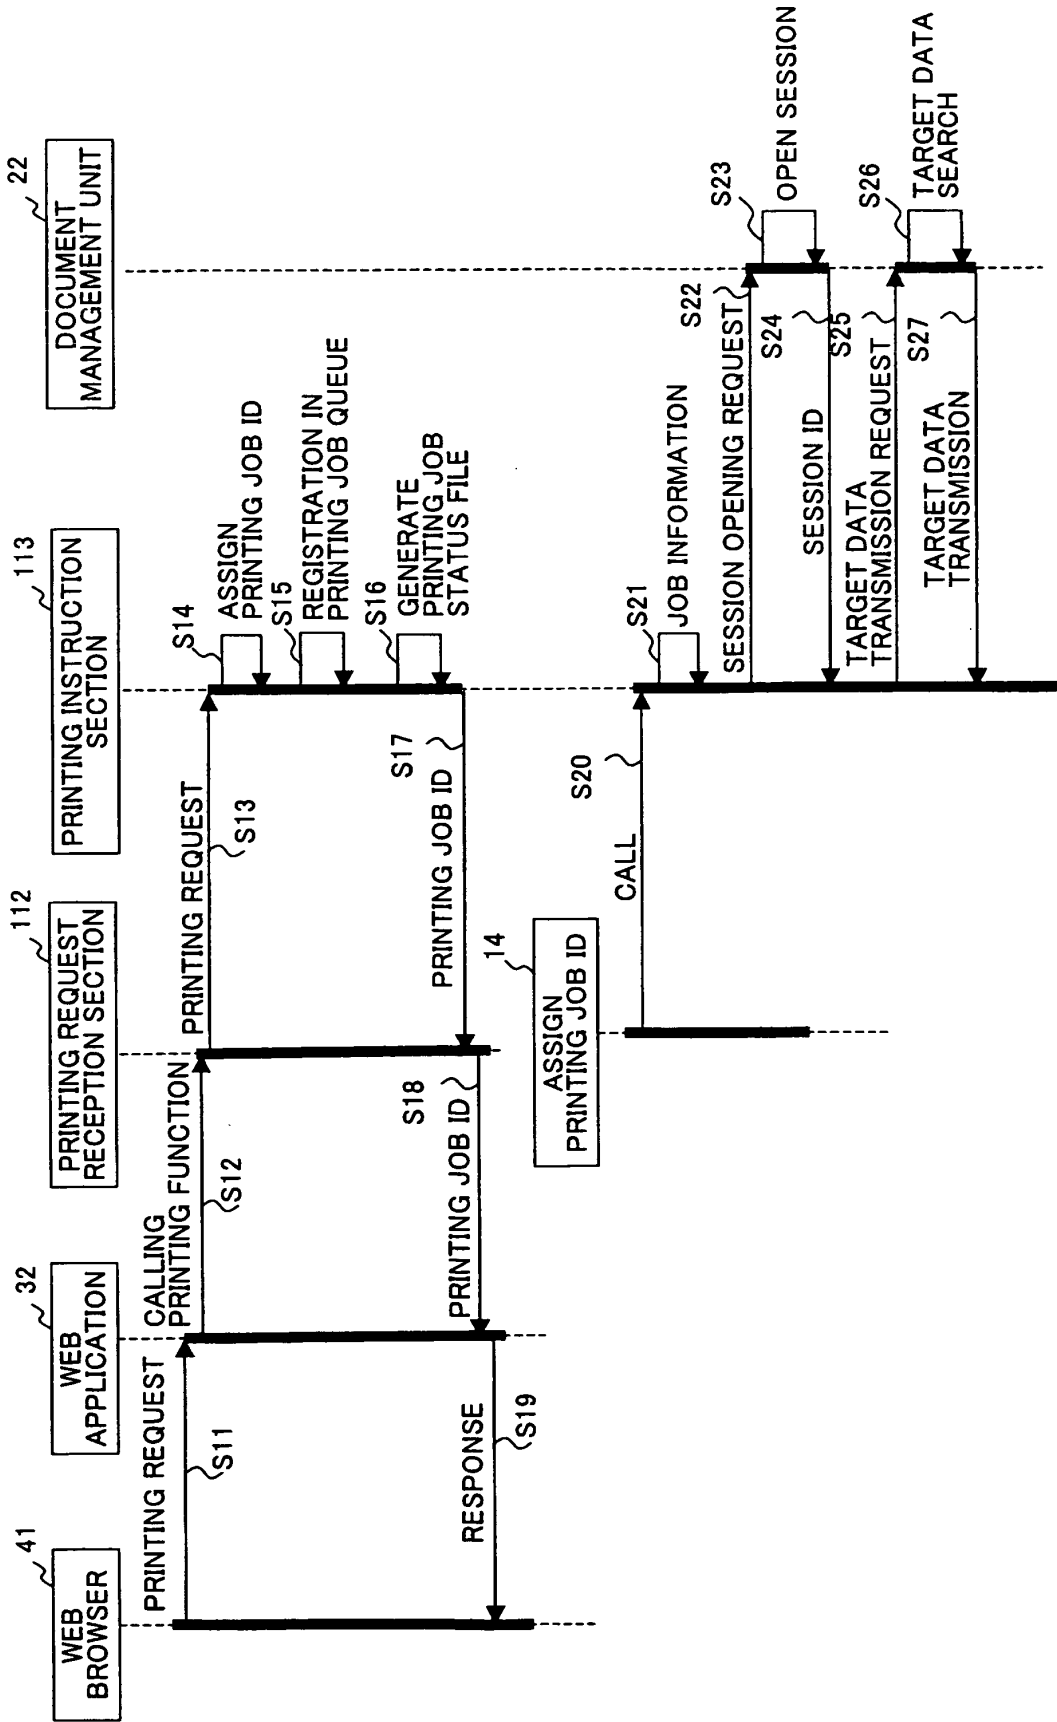 41
WEB
BROWSER
32
WEB
APPLICATION
112
PRINTING REQUEST
RECEPTION SECTION
113
PRINTING INSTRUCTION
SECTION
22
DOCUMENT
MANAGEMENT UNIT
PRINTING REQUEST
S11
CALLING
PRINTING FUNCTION
S12
PRINTING REQUEST
S13
S14
ASSIGN
PRINTING JOB ID
S15
REGISTRATION IN
PRINTING JOB QUEUE
S16
GENERATE
PRINTING JOB
STATUS FILE
S17
PRINTING JOB ID
S18
PRINTING JOB ID
RESPONSE
S19
14
ASSIGN
PRINTING JOB ID
CALL
S20
S21
JOB INFORMATION
SESSION OPENING REQUEST
S22
S23
OPEN SESSION
S24
SESSION ID
S25
TARGET DATA
TRANSMISSION REQUEST
S26
TARGET DATA
SEARCH
S27
TARGET DATA
TRANSMISSION